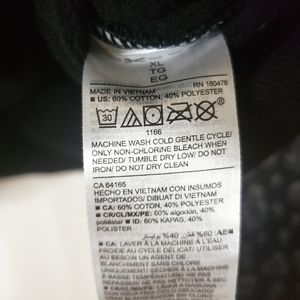 XL
TG
EG
MADE IN VIETNAM RN 160476
■ US: 60% COTTON, 40% POLYESTER
30
1166
MACHINE WASH COLD GENTLE CYCLE/
ONLY NON-CHLORINE BLEACH WHEN
NEEDED/ TUMBLE DRY LOW/ DO NOT
IRON/ DO NOT DRY CLEAN
CA 64165
HECHO EN VIETNAM CON INSUMOS
IMPORTADOS/ DIBUAT DI VIETNAM
■ CA: 60% COTTON, 40% POLYESTER
■ CR/GL/MX/PE: 60% algodón, 40%
poliéster ■ ID: 60% KAPAS, 40%
POLISTER
■ CA: LAVER À LA MACHINE À L'EAU
FROIDE AU CYCLE DÉLICAT/ UTILISER
AU BESOIN UN AGENT DE
BLANCHIMENT SANS CHLORE/
SÉCHER À LA MACHINE À